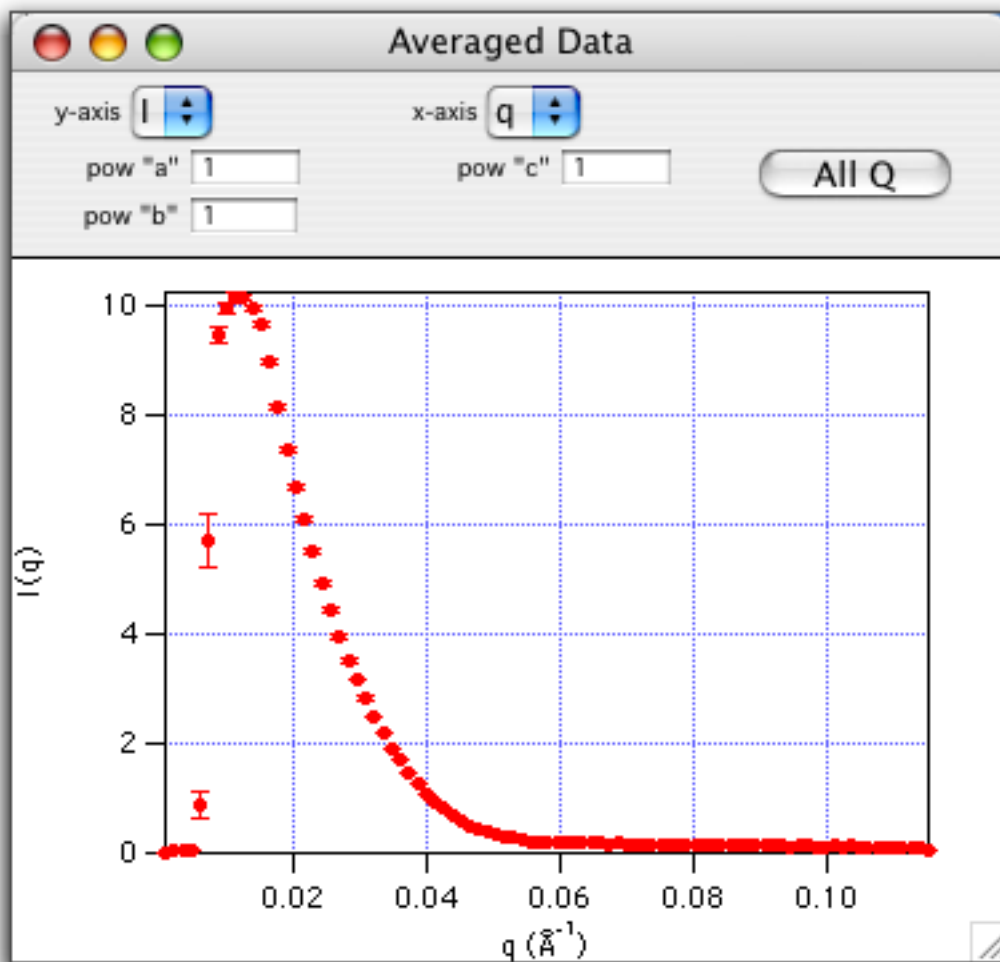 Averaged Data
y-axis I x-axis q
pow "a" 1 pow "c" 1 All Q
pow "b" 1
10
8
6
4
2
0
I(q)
0.02 0.04 0.06 0.08 0.10
q (Å⁻¹)